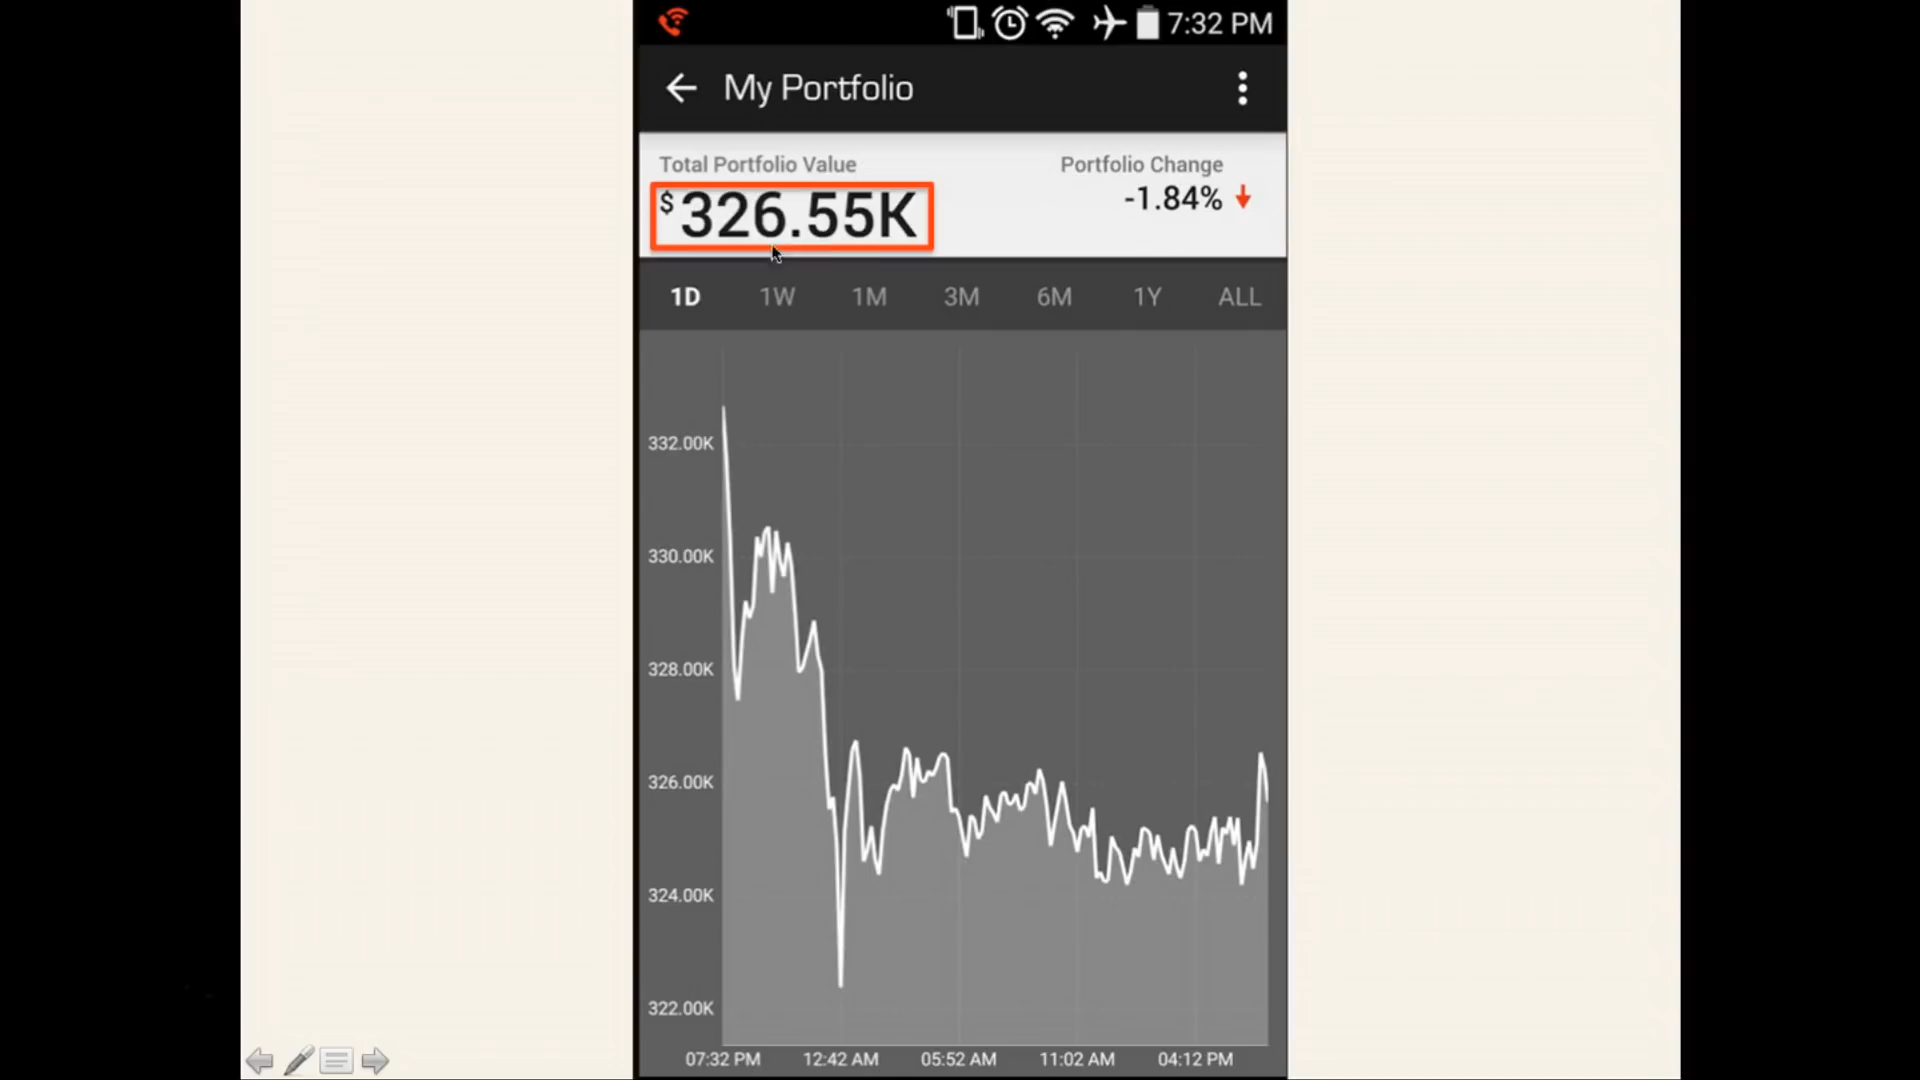 7:32 PM
My Portfolio
Total Portfolio Value
Portfolio Change
$326.55K
-1.84%
1D 1W 1M 3M 6M 1Y ALL
332.00K
330.00K
328.00K
326.00K
324.00K
322.00K
07:32 PM 12:42 AM 05:52 AM 11:02 AM 04:12 PM